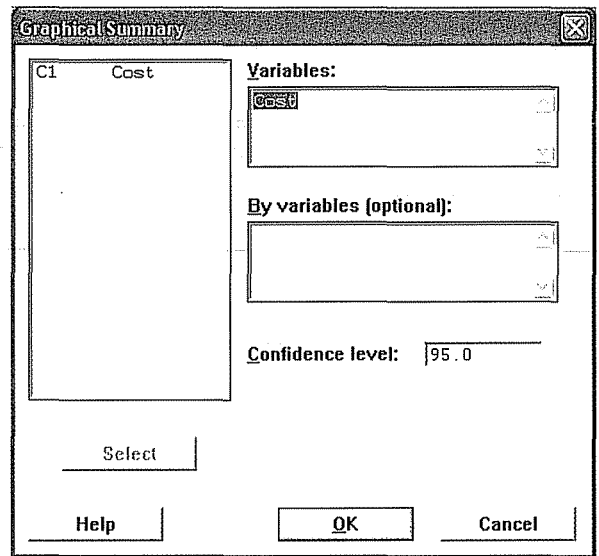 Graphical Summary
C1 Cost
Variables:
Cost
By variables (optional):
Confidence level: 95.0
Select
Help OK Cancel